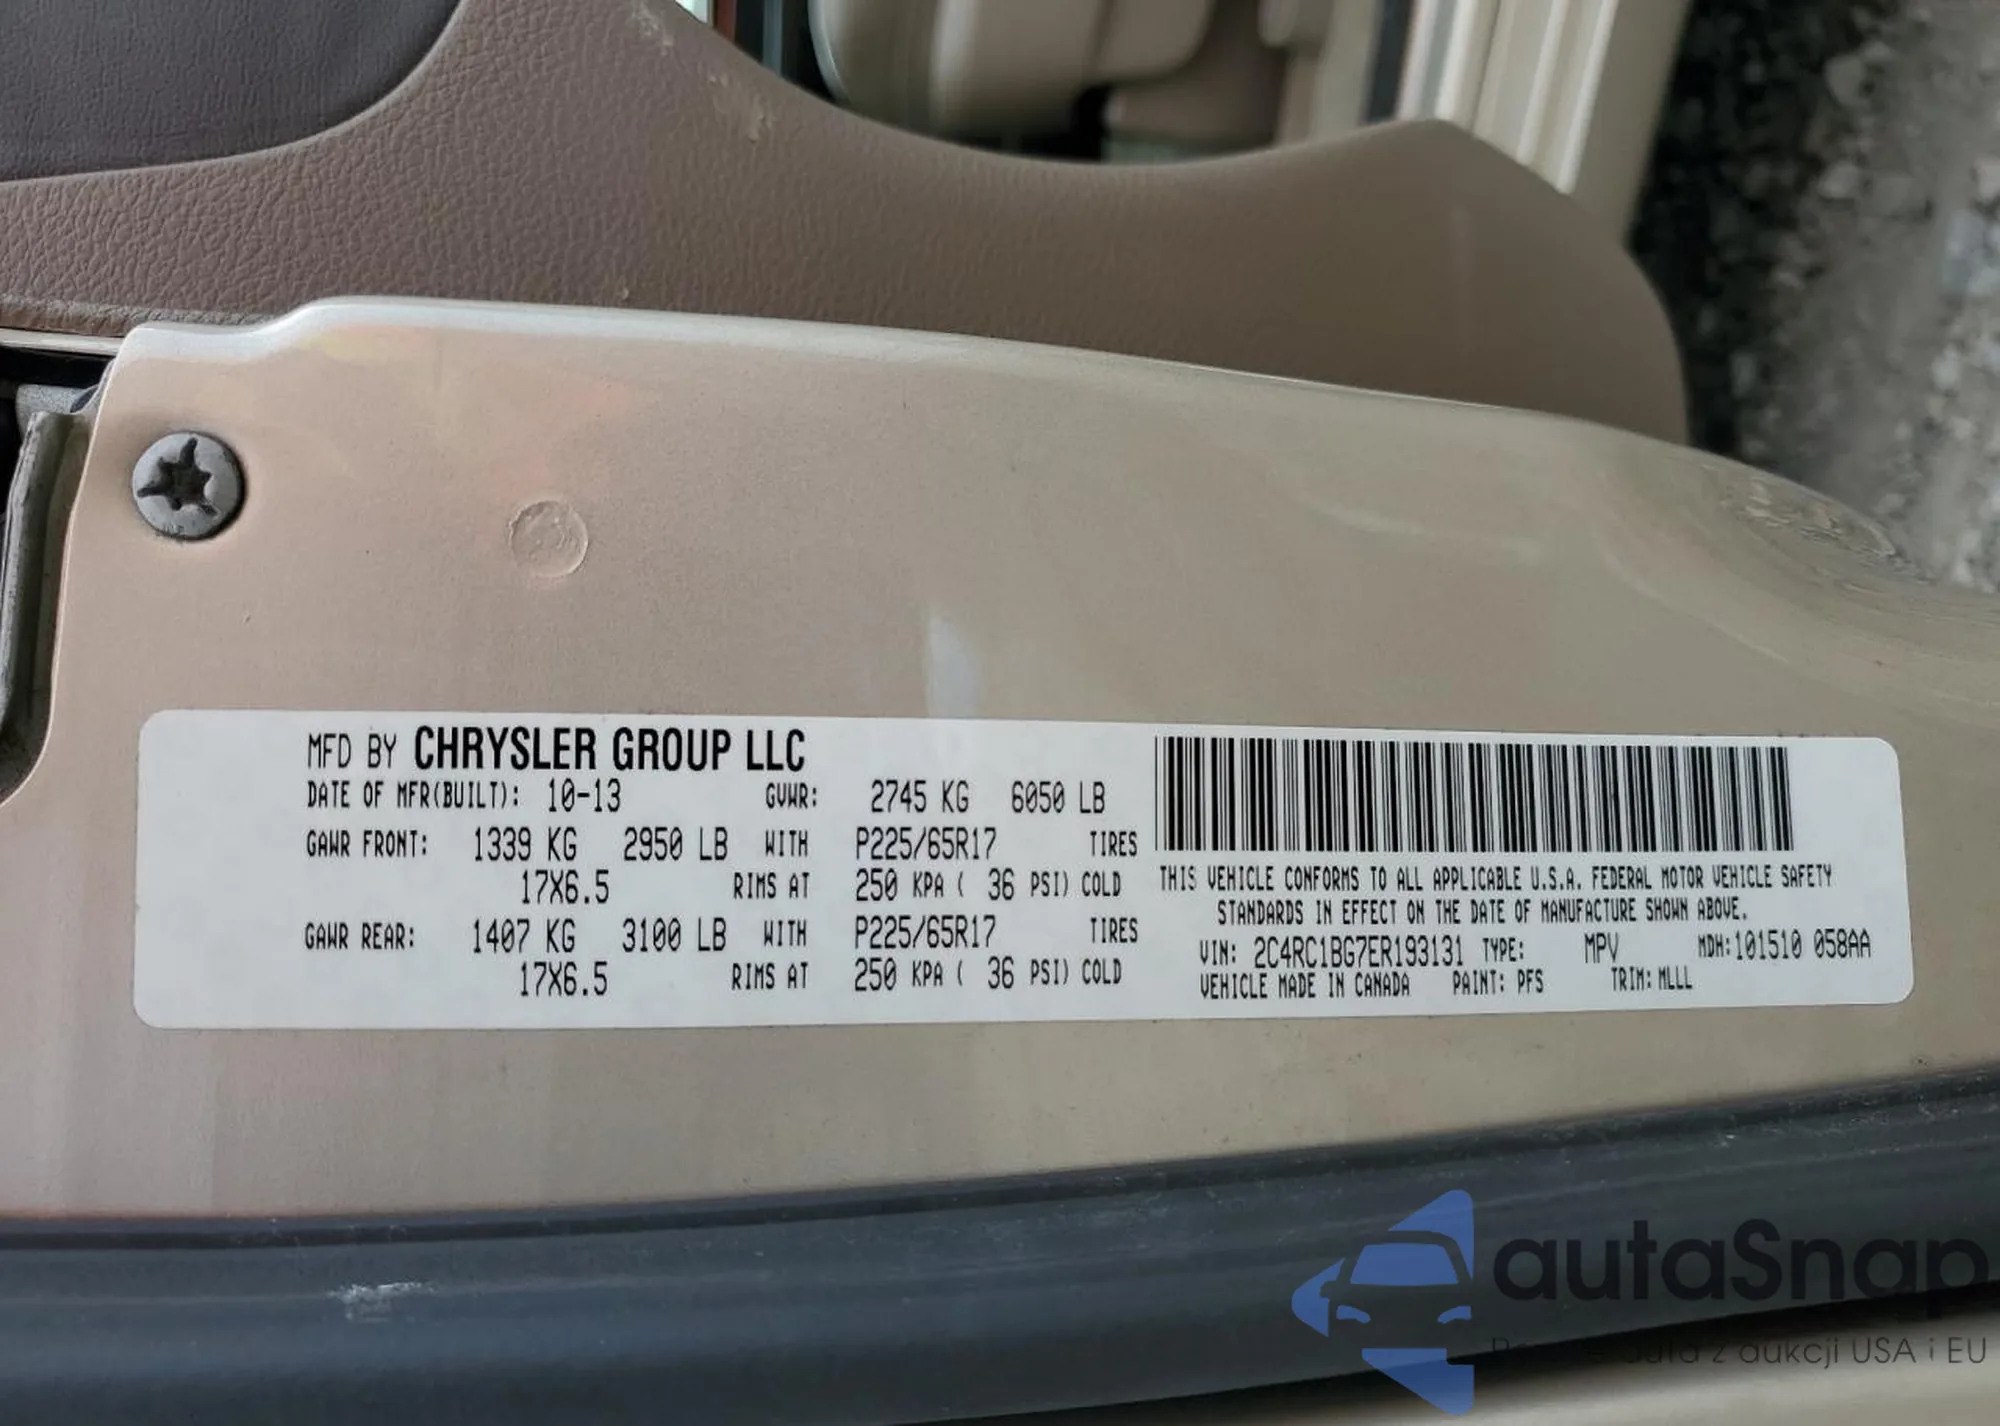 MFD BY CHRYSLER GROUP LLC
DATE OF MFR(BUILT): 10-13 GVWR: 2745 KG 6050 LB
GAWR FRONT: 1339 KG 2950 LB WITH P225/65R17 TIRES
17X6.5 RIMS AT 250 KPA ( 36 PSI) COLD
GAWR REAR: 1407 KG 3100 LB WITH P225/65R17 TIRES
17X6.5 RIMS AT 250 KPA ( 36 PSI) COLD
THIS VEHICLE CONFORMS TO ALL APPLICABLE U.S.A. FEDERAL MOTOR VEHICLE SAFETY
STANDARDS IN EFFECT ON THE DATE OF MANUFACTURE SHOWN ABOVE.
VIN: 2C4RC1BG7ER193131 TYPE: MPV MDH: 101510 058AA
VEHICLE MADE IN CANADA PAINT: PFS TRIM: MLLL
autaSnap
auta z aukcji USA i EU